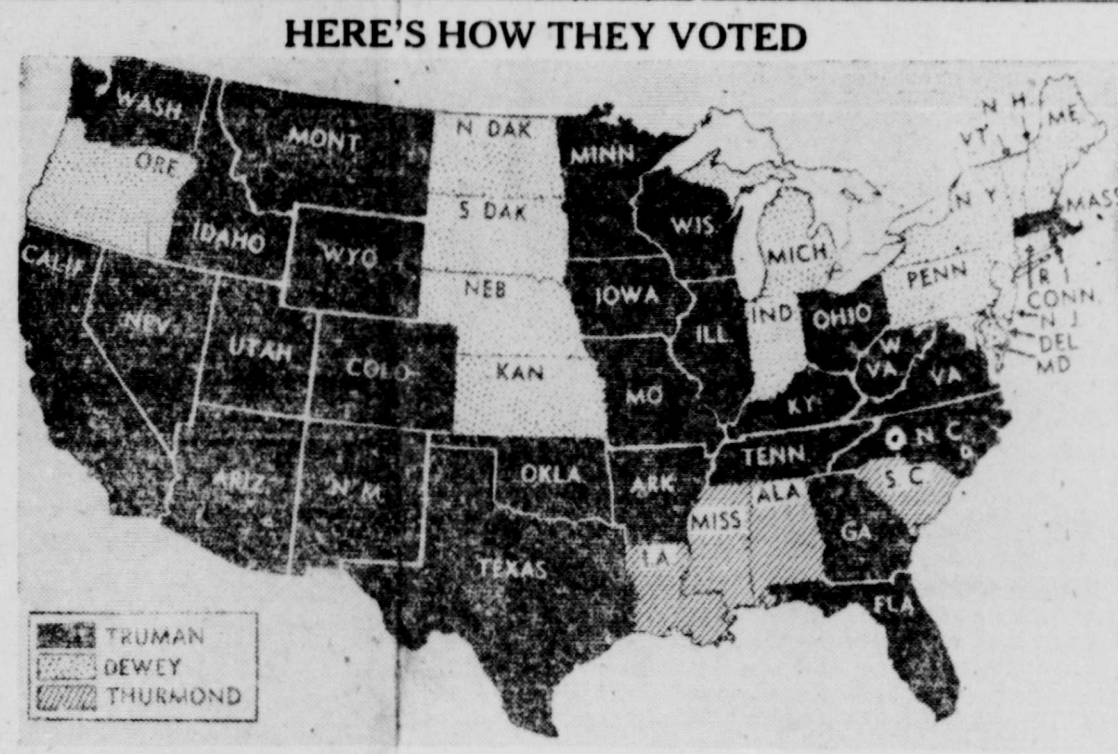 HERE'S HOW THEY VOTED
WASH
MONT
N DAK
MINN
N H
ME
VT
ORE
S DAK
WIS
N Y
MASS
IDAHO
WYO
MICH
CALIF
NEB
IOWA
PENN
R I
CONN
NEV
UTAH
COLO
KAN
ILL
IND
OHIO
N J
DEL
MD
W
VA
VA
MO
KY
N C
ARIZ
N M
OKLA
ARK
TENN
S C
ALA
MISS
GA
TEXAS
LA
FLA
TRUMAN
DEWEY
THURMOND